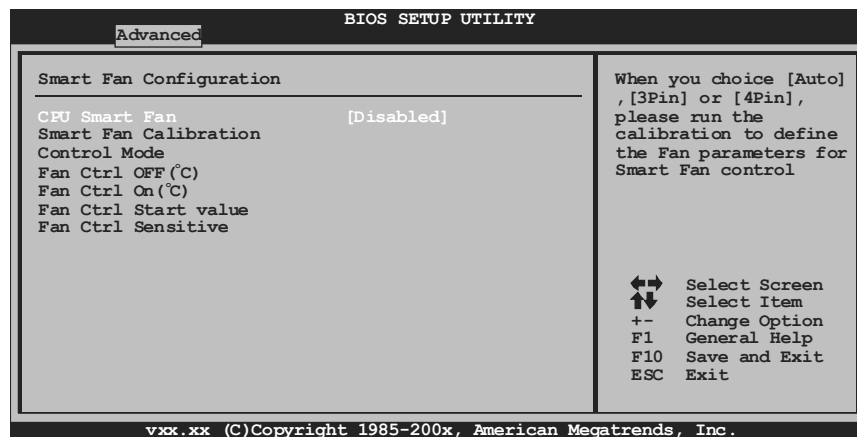 BIOS SETUP UTILITY
Advanced
Smart Fan Configuration
CPU Smart Fan [Disabled]
Smart Fan Calibration
Control Mode
Fan Ctrl OFF(°C)
Fan Ctrl On(°C)
Fan Ctrl Start value
Fan Ctrl Sensitive
When you choice [Auto]
,[3Pin] or [4Pin],
please run the
calibration to define
the Fan parameters for
Smart Fan control
Select Screen
Select Item
+- Change Option
F1 General Help
F10 Save and Exit
ESC Exit
vxx.xx (C)Copyright 1985-200x, American Megatrends, Inc.